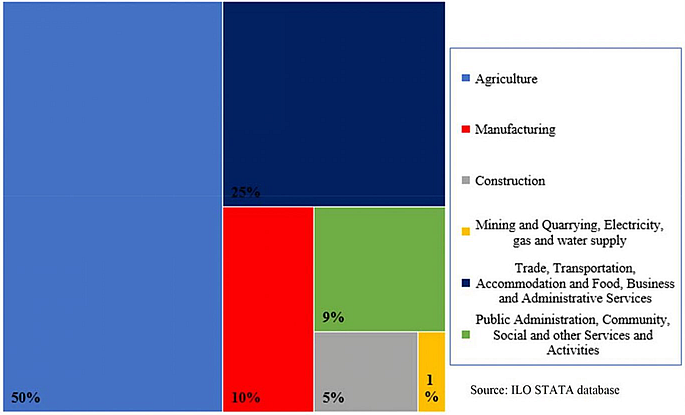 25%
9%
50%
10%
5%
1
%
Agriculture
Manufacturing
Construction
Mining and Quarrying, Electricity,
gas and water supply
Trade, Transportation,
Accommodation and Food, Business
and Administrative Services
Public Administration, Community,
Social and other Services and
Activities
Source: ILO STATA database